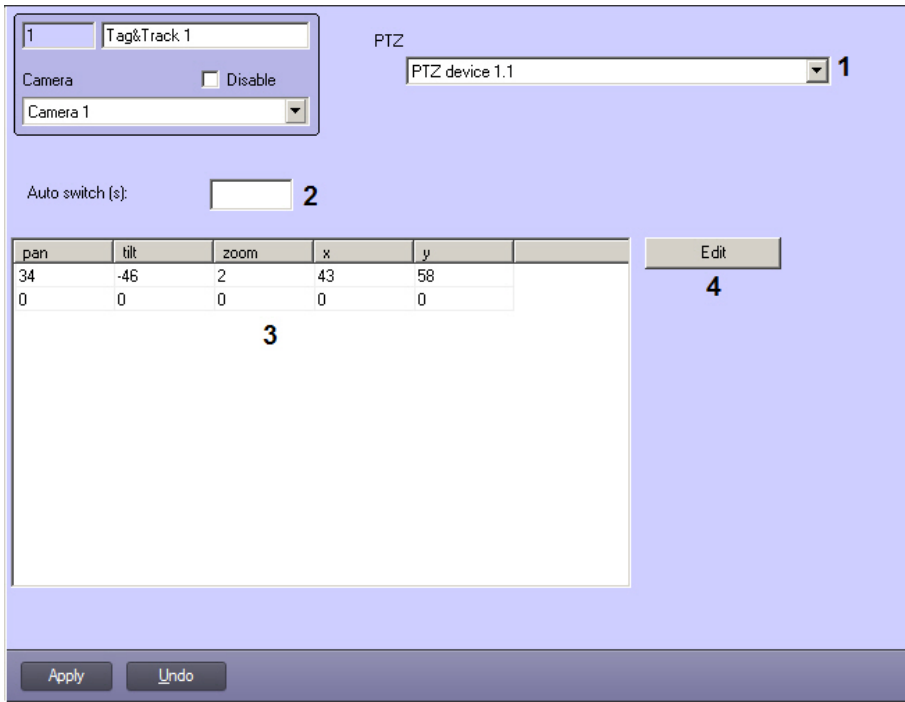 1 Tag&Track 1
PTZ
PTZ device 1.1 1
Camera Disable
Camera 1
Auto switch (s): 2
pan tilt zoom x y
34 -46 2 43 58
0 0 0 0 0
Edit
4
3
Apply Undo